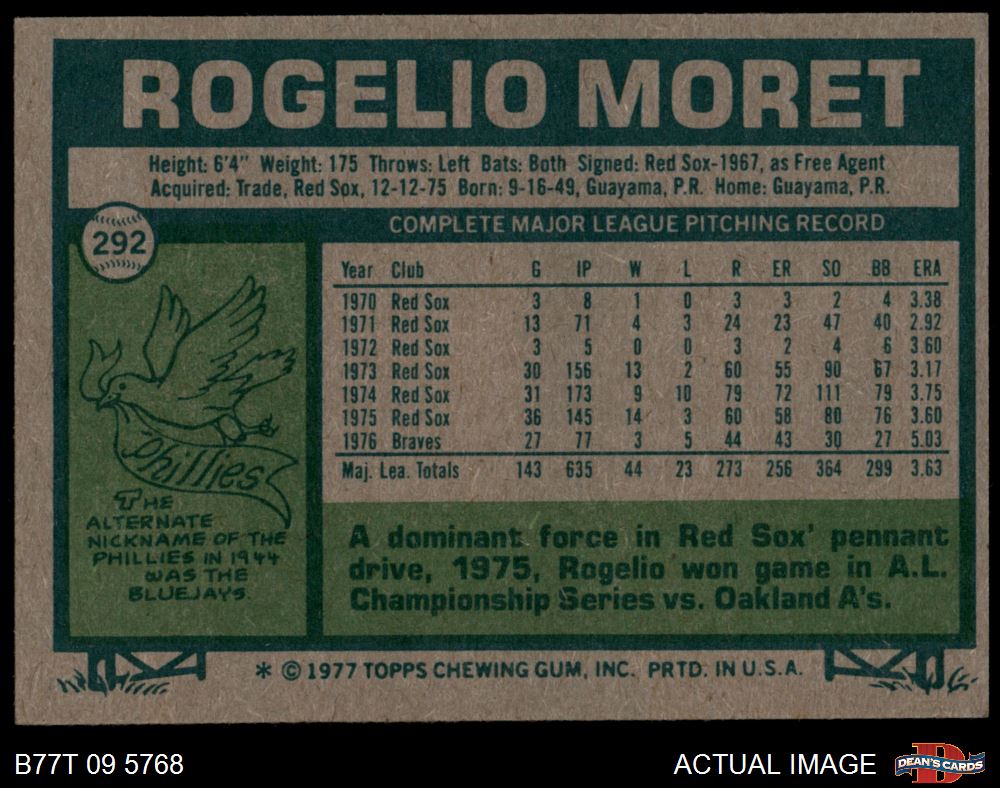 ROGELIO MORET
Height: 6'4" Weight: 175 Throws: Left Bats: Both Signed: Red Sox-1967, as Free Agent
Acquired: Trade, Red Sox, 12-12-75 Born: 9-16-49, Guayama, P.R. Home: Guayama, P.R.
292
COMPLETE MAJOR LEAGUE PITCHING RECORD
Year Club G IP W L R ER SO BB ERA
1970 Red Sox 3 8 1 0 3 3 2 4 3.38
1971 Red Sox 13 71 4 3 24 23 47 40 2.92
1972 Red Sox 3 5 0 0 3 2 4 6 3.60
1973 Red Sox 30 156 13 2 60 55 90 67 3.17
1974 Red Sox 31 173 9 10 79 72 111 79 3.75
1975 Red Sox 36 145 14 3 60 58 80 76 3.60
1976 Braves 27 77 3 5 44 43 30 27 5.03
Maj. Lea. Totals 143 635 44 23 273 256 364 299 3.63
Phillies
THE
ALTERNATE
NICKNAME OF THE
PHILLIES IN 1944
WAS THE
BLUEJAYS.
A dominant force in Red Sox' pennant
drive, 1975, Rogelio won game in A.L.
Championship Series vs. Oakland A's.
* © 1977 TOPPS CHEWING GUM, INC. PRTD. IN U.S.A.
B77T 09 5768
ACTUAL IMAGE
DEAN'S CARDS